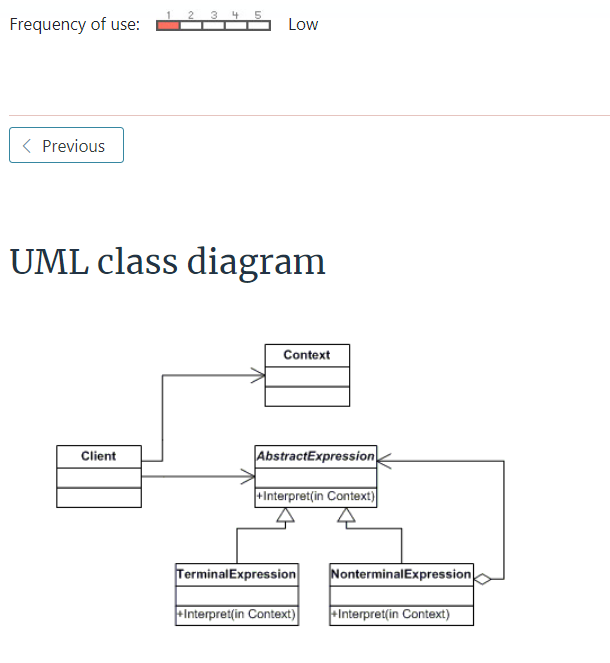 Frequency of use: 1 2 3 4 5 Low
Previous
UML class diagram
Context
Client
AbstractExpression
+Interpret(in Context)
TerminalExpression
NonterminalExpression
+Interpret(in Context)
+Interpret(in Context)